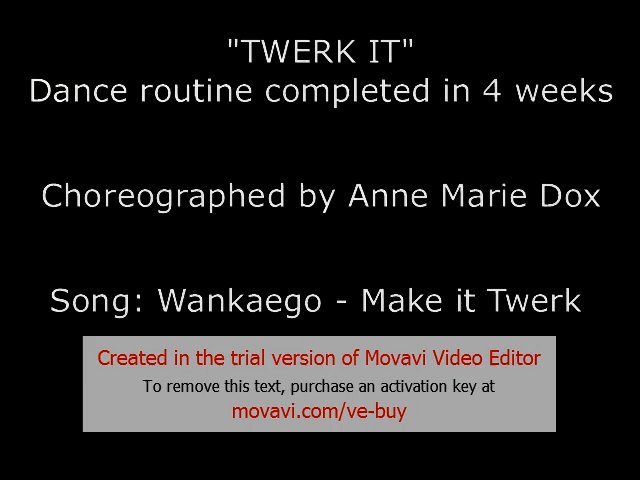 "TWERK IT"
Dance routine completed in 4 weeks
Choreographed by Anne Marie Dox
Song: Wankaego - Make it Twerk
Created in the trial version of Movavi Video Editor
To remove this text, purchase an activation key at
movavi.com/ve-buy